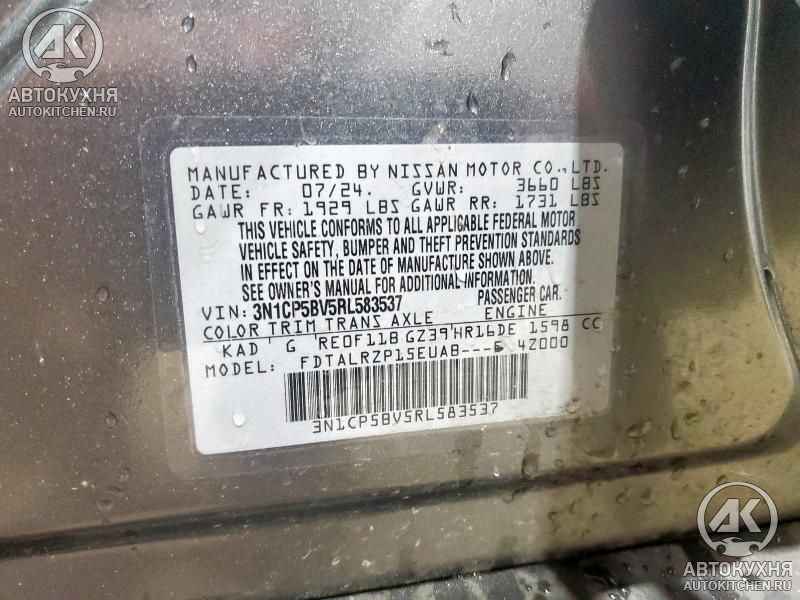 AK
АВТОКУХНЯ
AUTOKITCHEN.RU
MANUFACTURED BY NISSAN MOTOR CO., LTD.
DATE: 07/24. GVWR: 3660 LBS
GAWR FR: 1929 LBS GAWR RR: 1731 LBS
THIS VEHICLE CONFORMS TO ALL APPLICABLE FEDERAL MOTOR
VEHICLE SAFETY, BUMPER AND THEFT PREVENTION STANDARDS
IN EFFECT ON THE DATE OF MANUFACTURE SHOWN ABOVE.
SEE OWNER'S MANUAL FOR ADDITIONAL INFORMATION.
VIN: 3N1CP5BV5RL583537 PASSENGER CAR.
COLOR TRIM TRANS AXLE ENGINE
KAD ' G 'RE0F11B GZ39'HR16DE 1598 CC
MODEL: FDTALRZP15EUAB---E 4Z000
3N1CP5BV5RL583537
AK
АВТОКУХНЯ
AUTOKITCHEN.RU